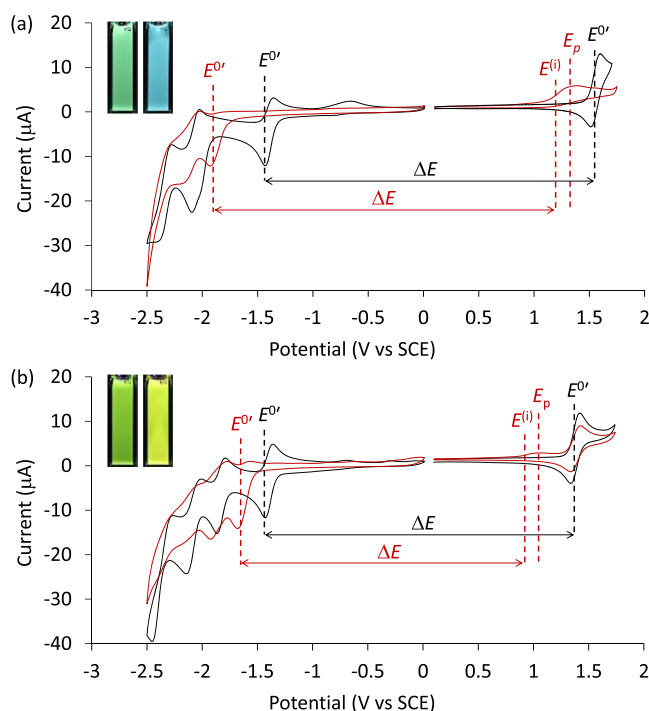 (a)
20
10
0
-10
-20
-30
-40
Current (µA)
E⁰′
E⁰′
E⁽ⁱ⁾
Eₚ
E⁰′
ΔE
ΔE
-3 -2.5 -2 -1.5 -1 -0.5 0 0.5 1 1.5 2
Potential (V vs SCE)
(b)
20
10
0
-10
-20
-30
-40
Current (µA)
E⁰′
E⁰′
E⁽ⁱ⁾
Eₚ
E⁰′
ΔE
ΔE
-3 -2.5 -2 -1.5 -1 -0.5 0 0.5 1 1.5 2
Potential (V vs SCE)